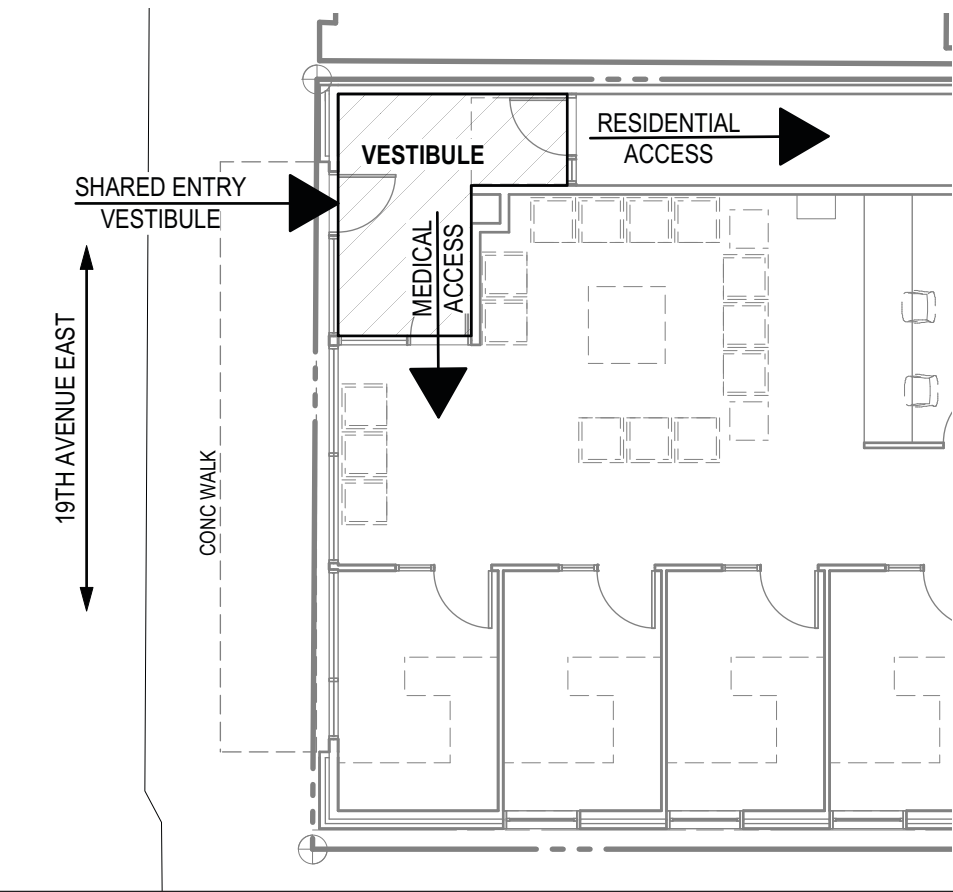 RESIDENTIAL
ACCESS
VESTIBULE
SHARED ENTRY
VESTIBULE
MEDICAL
ACCESS
19TH AVENUE EAST
CONC WALK